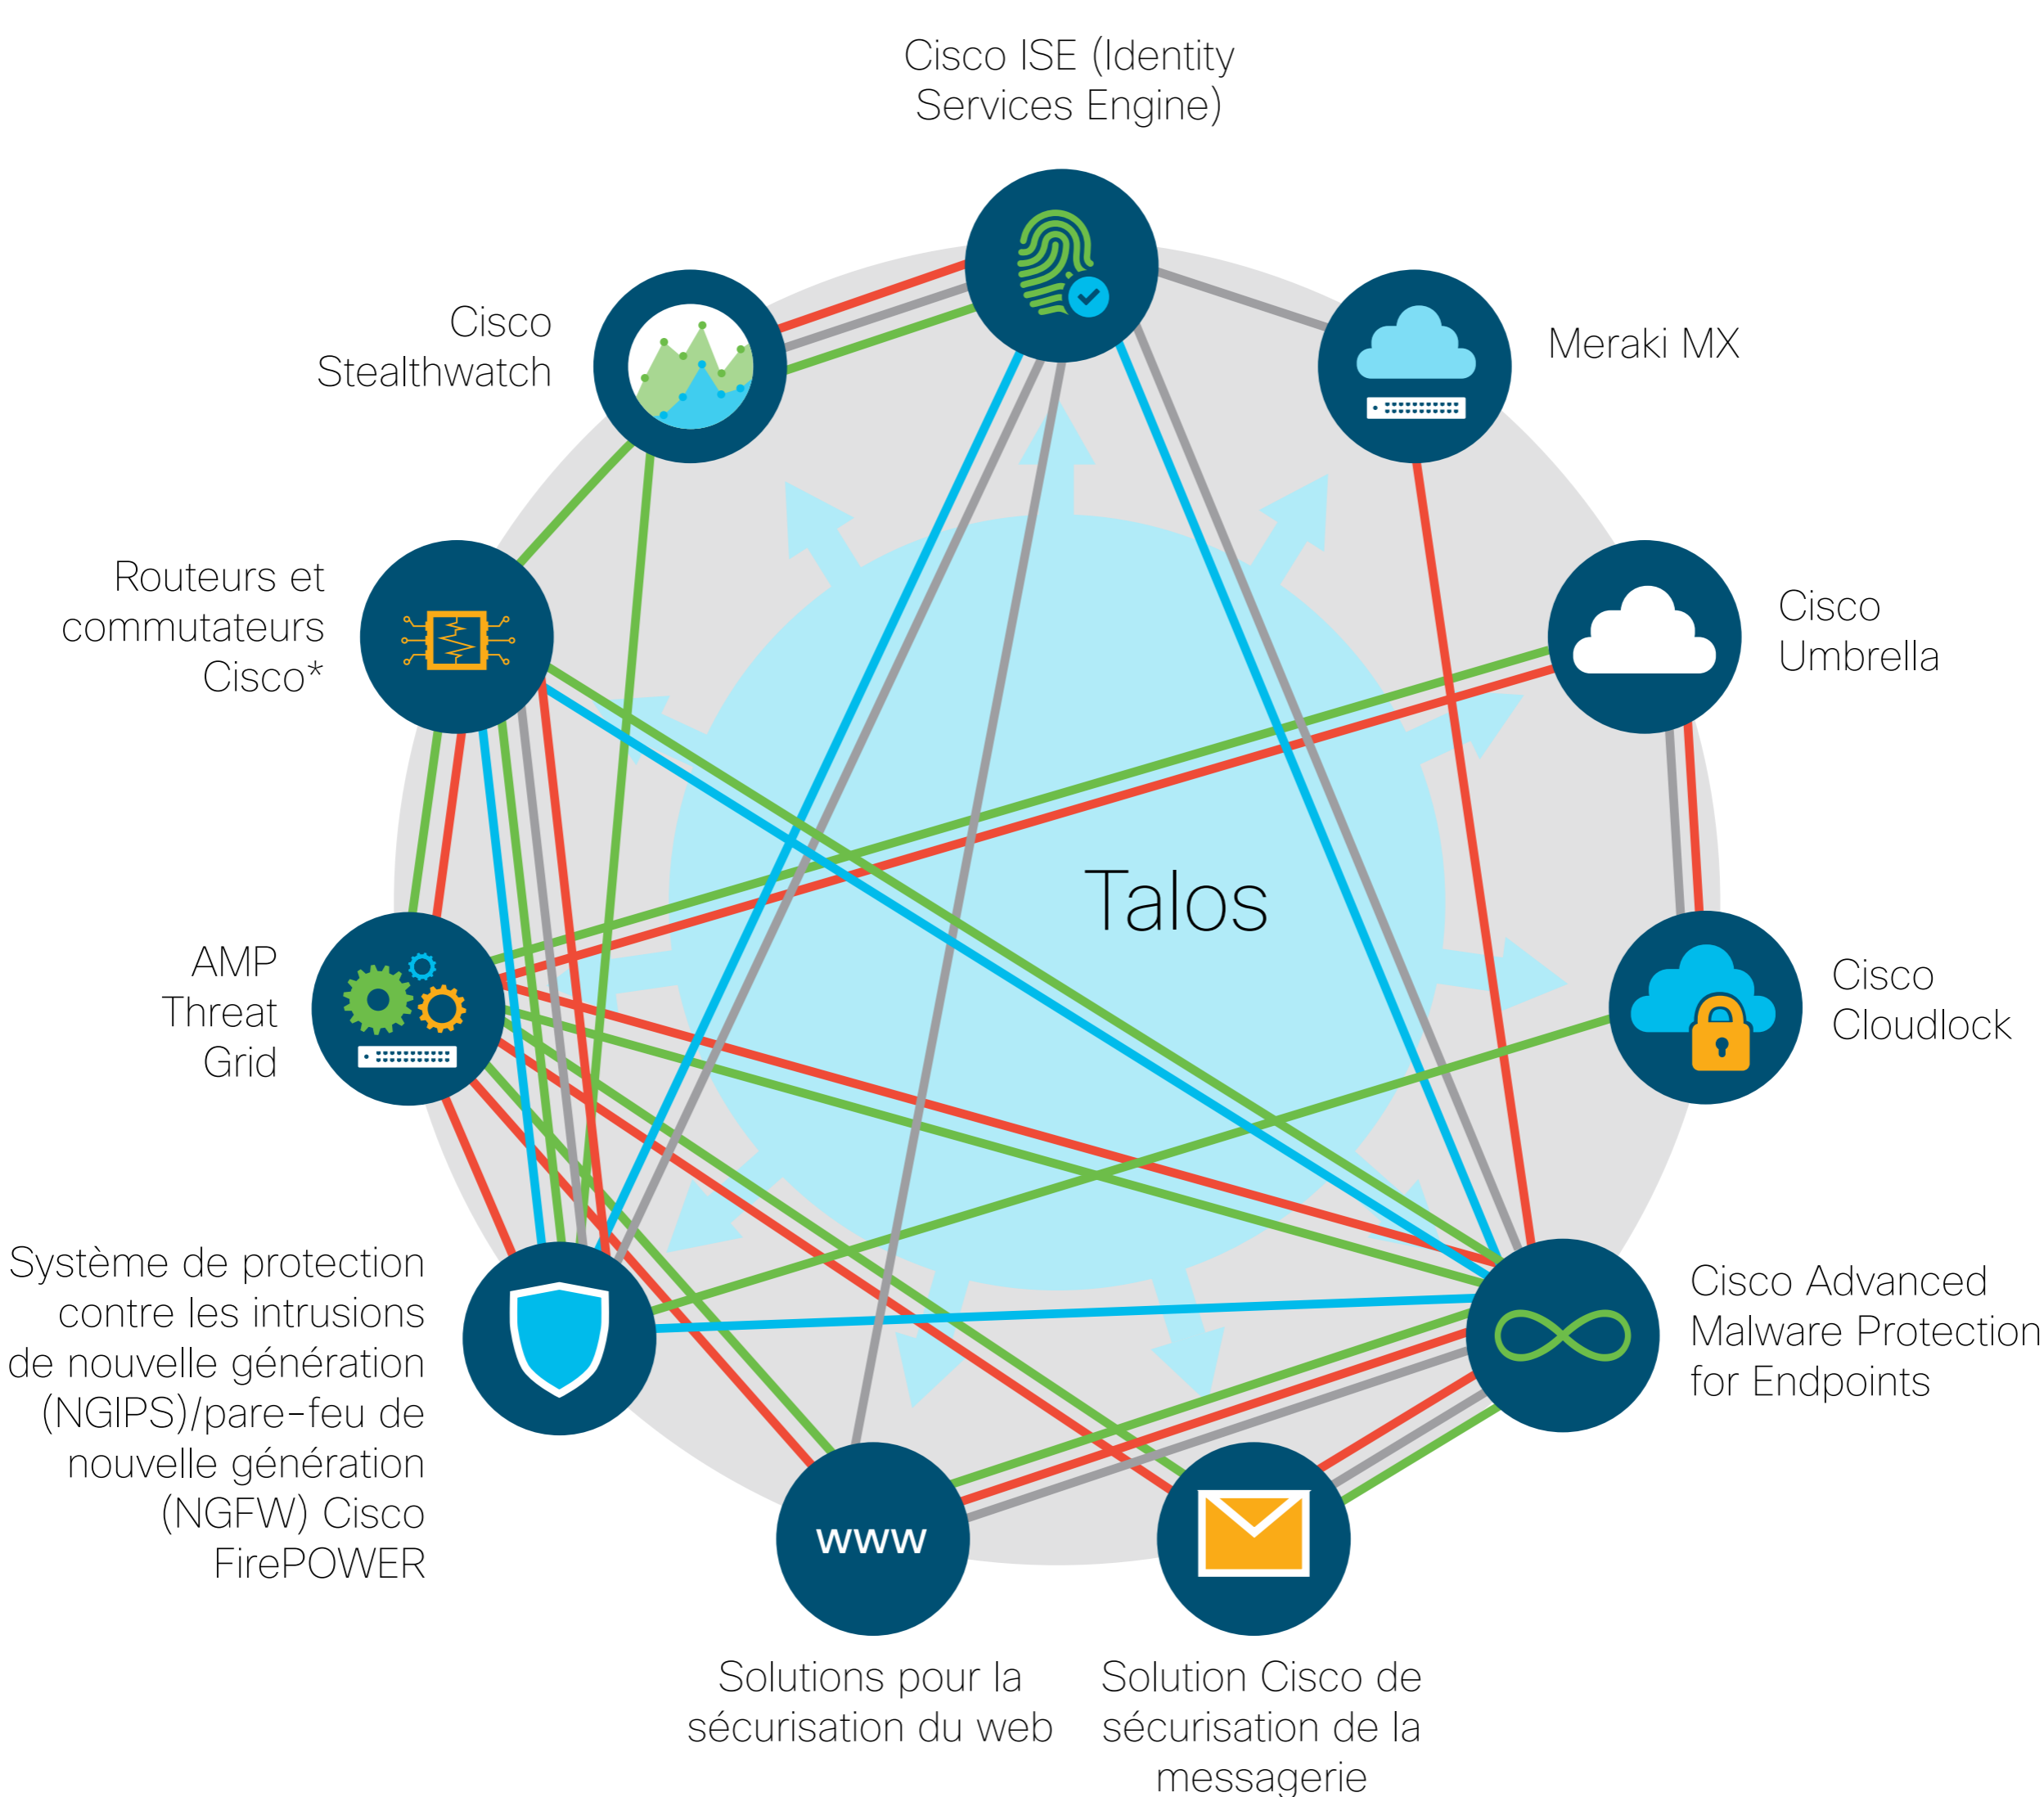 Cisco ISE (Identity
Services Engine)
Cisco
Stealthwatch
Meraki MX
Routeurs et
commutateurs
Cisco*
Cisco
Umbrella
Talos
AMP
Threat
Grid
Cisco
Cloudlock
Système de protection
contre les intrusions
de nouvelle génération
(NGIPS)/pare-feu de
nouvelle génération
(NGFW) Cisco
FirePOWER
Cisco Advanced
Malware Protection
for Endpoints
www
Solutions pour la
sécurisation du web
Solution Cisco de
sécurisation de la
messagerie